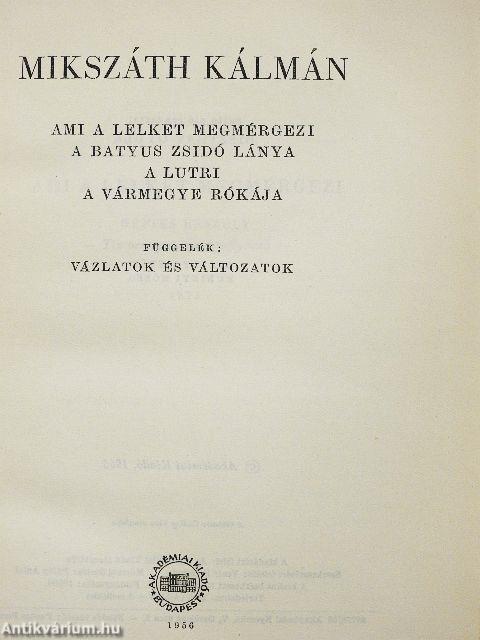 MIKSZÁTH KÁLMÁN
AMI A LELKET MEGMÉRGEZI
A BATYUS ZSIDÓ LÁNYA
A LUTRI
A VÁRMEGYE RÓKÁJA
FÜGGELÉK:
VÁZLATOK ÉS VÁLTOZATOK
AKADÉMIAI KIADÓ
BUDAPEST
1956
Antikvárium.hu